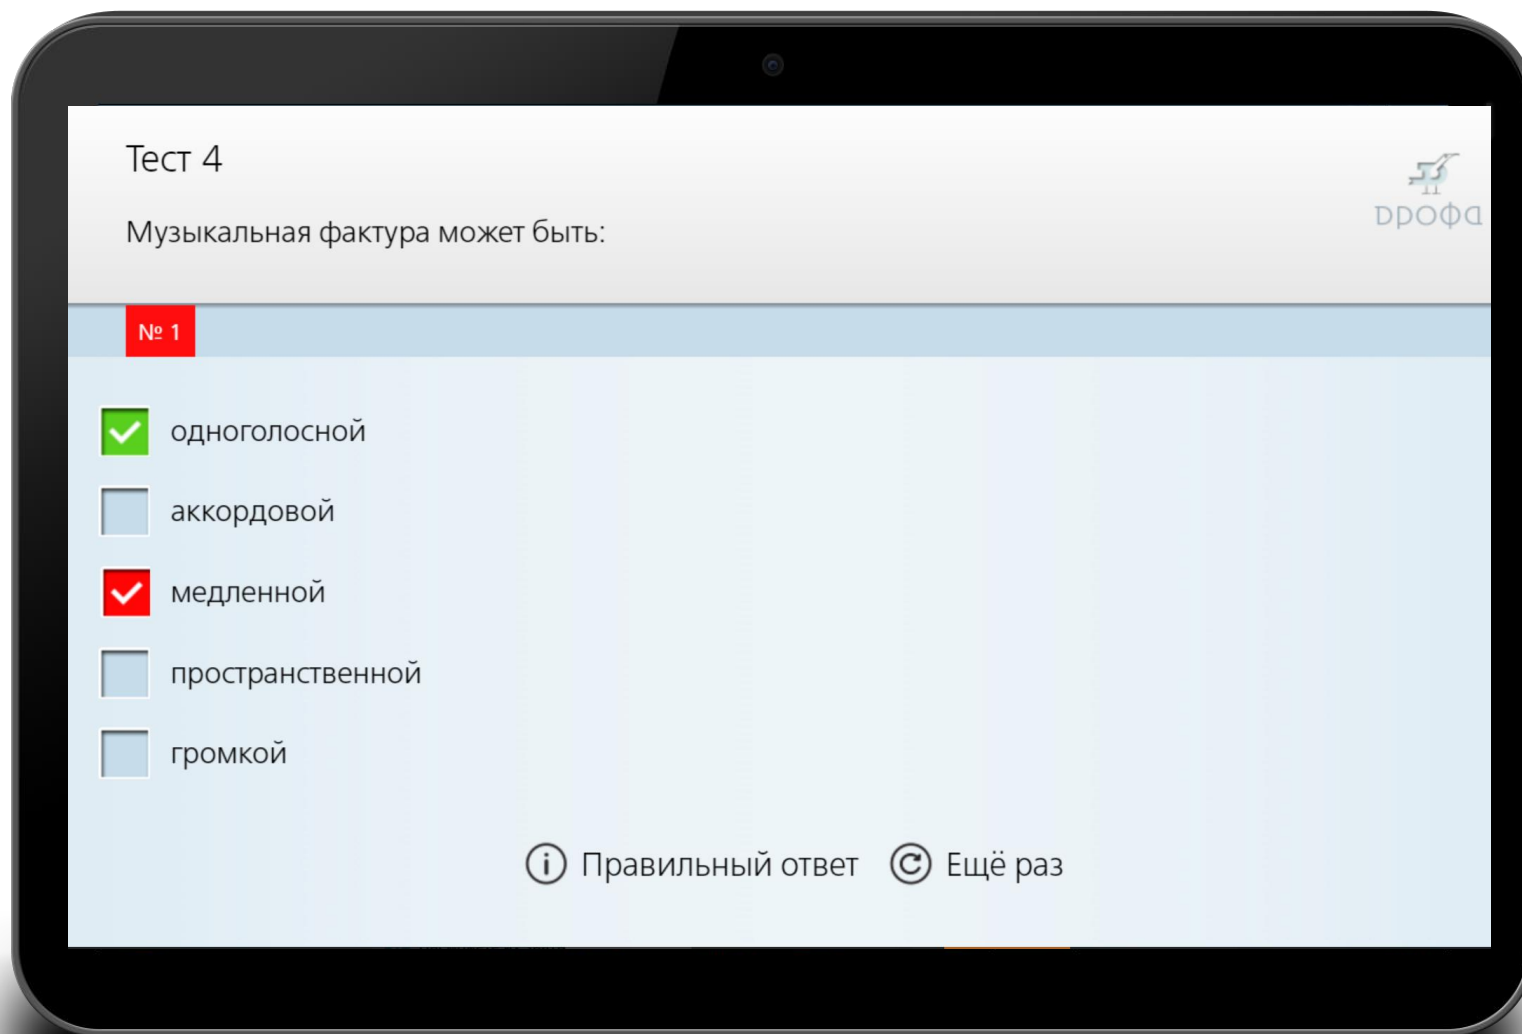 Тест 4
Музыкальная фактура может быть:
дрофа
№ 1
одноголосной
аккордовой
медленной
пространственной
громкой
Правильный ответ Ещё раз